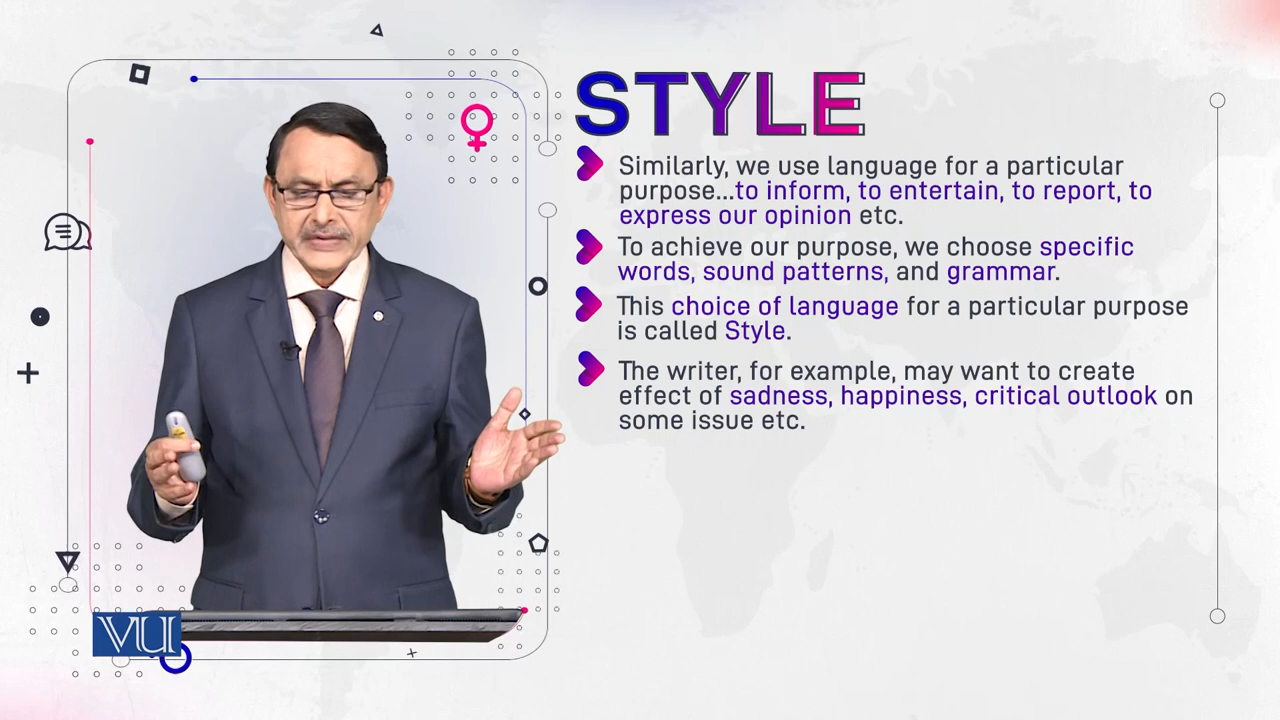 STYLE
Similarly, we use language for a particular
purpose...to inform, to entertain, to report, to
express our opinion etc.
To achieve our purpose, we choose specific
words, sound patterns, and grammar.
This choice of language for a particular purpose
is called Style.
The writer, for example, may want to create
effect of sadness, happiness, critical outlook on
some issue etc.
VU